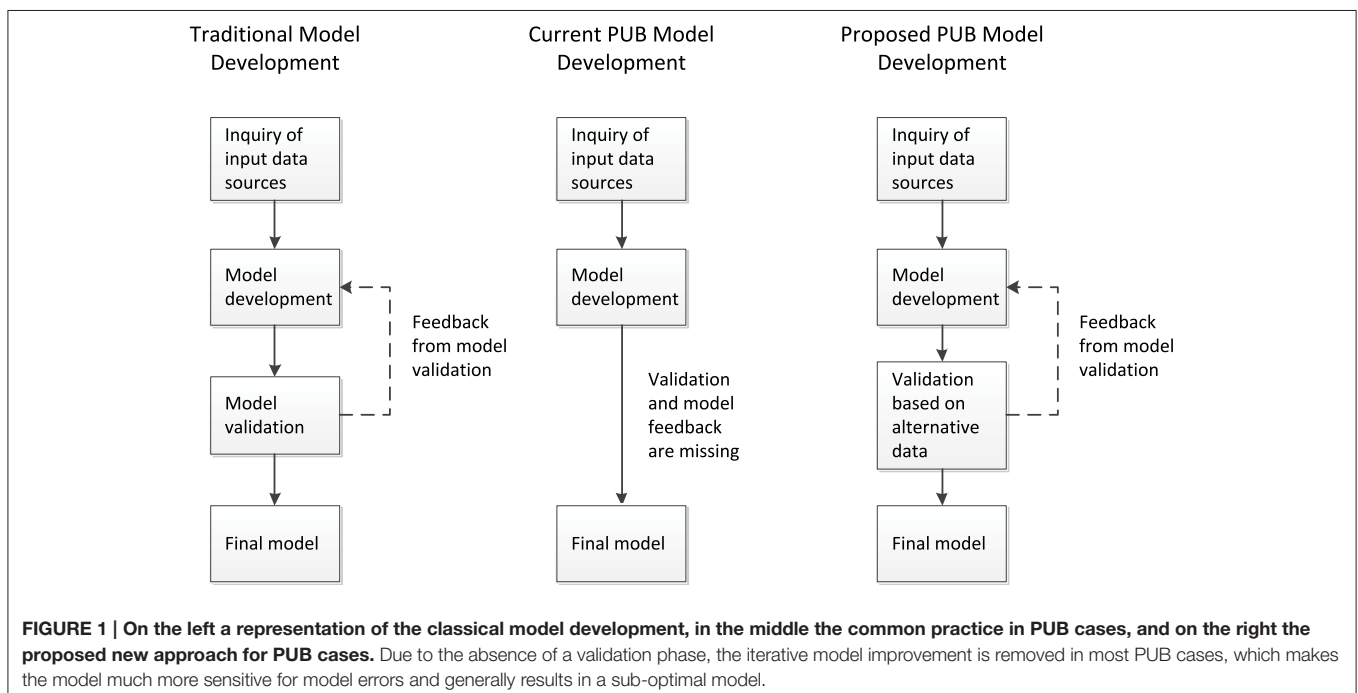 Traditional Model
Development
Inquiry of
input data
sources
Model
development
Feedback
from model
validation
Model
validation
Final model
Current PUB Model
Development
Inquiry of
input data
sources
Model
development
Validation
and model
feedback
are missing
Final model
Proposed PUB Model
Development
Inquiry of
input data
sources
Model
development
Feedback
from model
validation
Validation
based on
alternative
data
Final model
FIGURE 1 | On the left a representation of the classical model development, in the middle the common practice in PUB cases, and on the right the
proposed new approach for PUB cases. Due to the absence of a validation phase, the iterative model improvement is removed in most PUB cases, which makes
the model much more sensitive for model errors and generally results in a sub-optimal model.